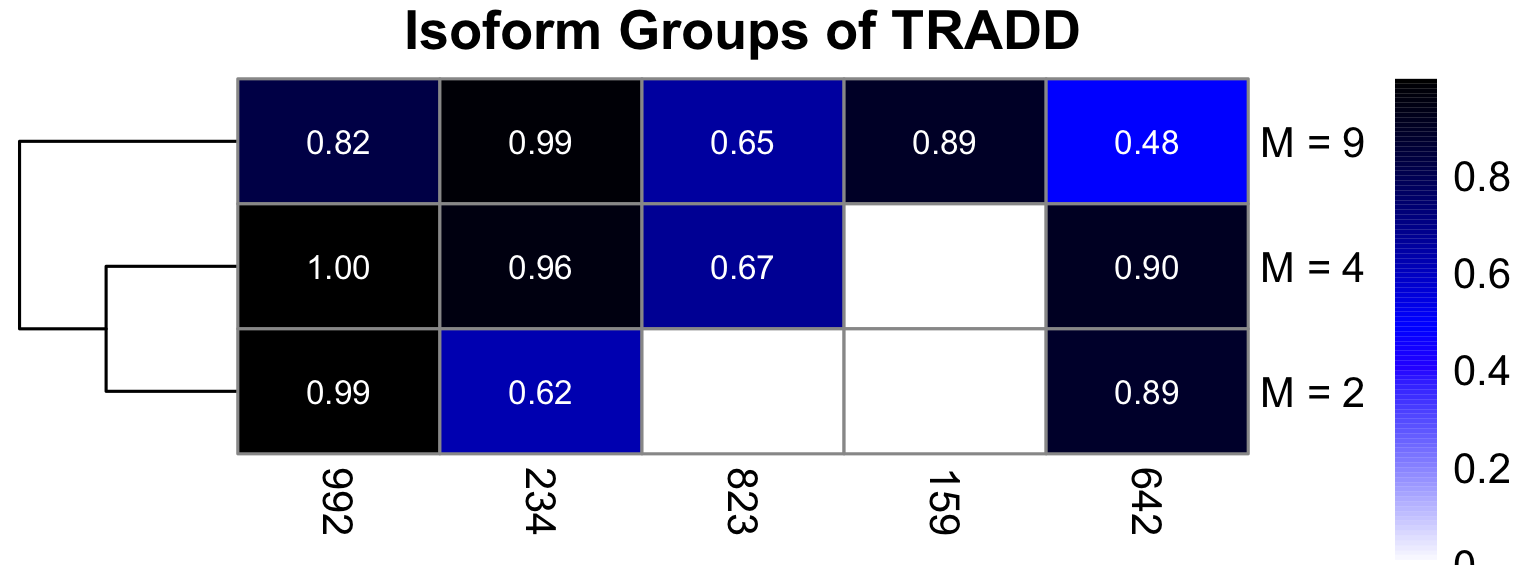 Isoform Groups of TRADD
0.82 0.99 0.65 0.89 0.48 M = 9
1.00 0.96 0.67 0.90 M = 4
0.99 0.62 0.89 M = 2
992 234 823 159 642
0.8
0.6
0.4
0.2
0